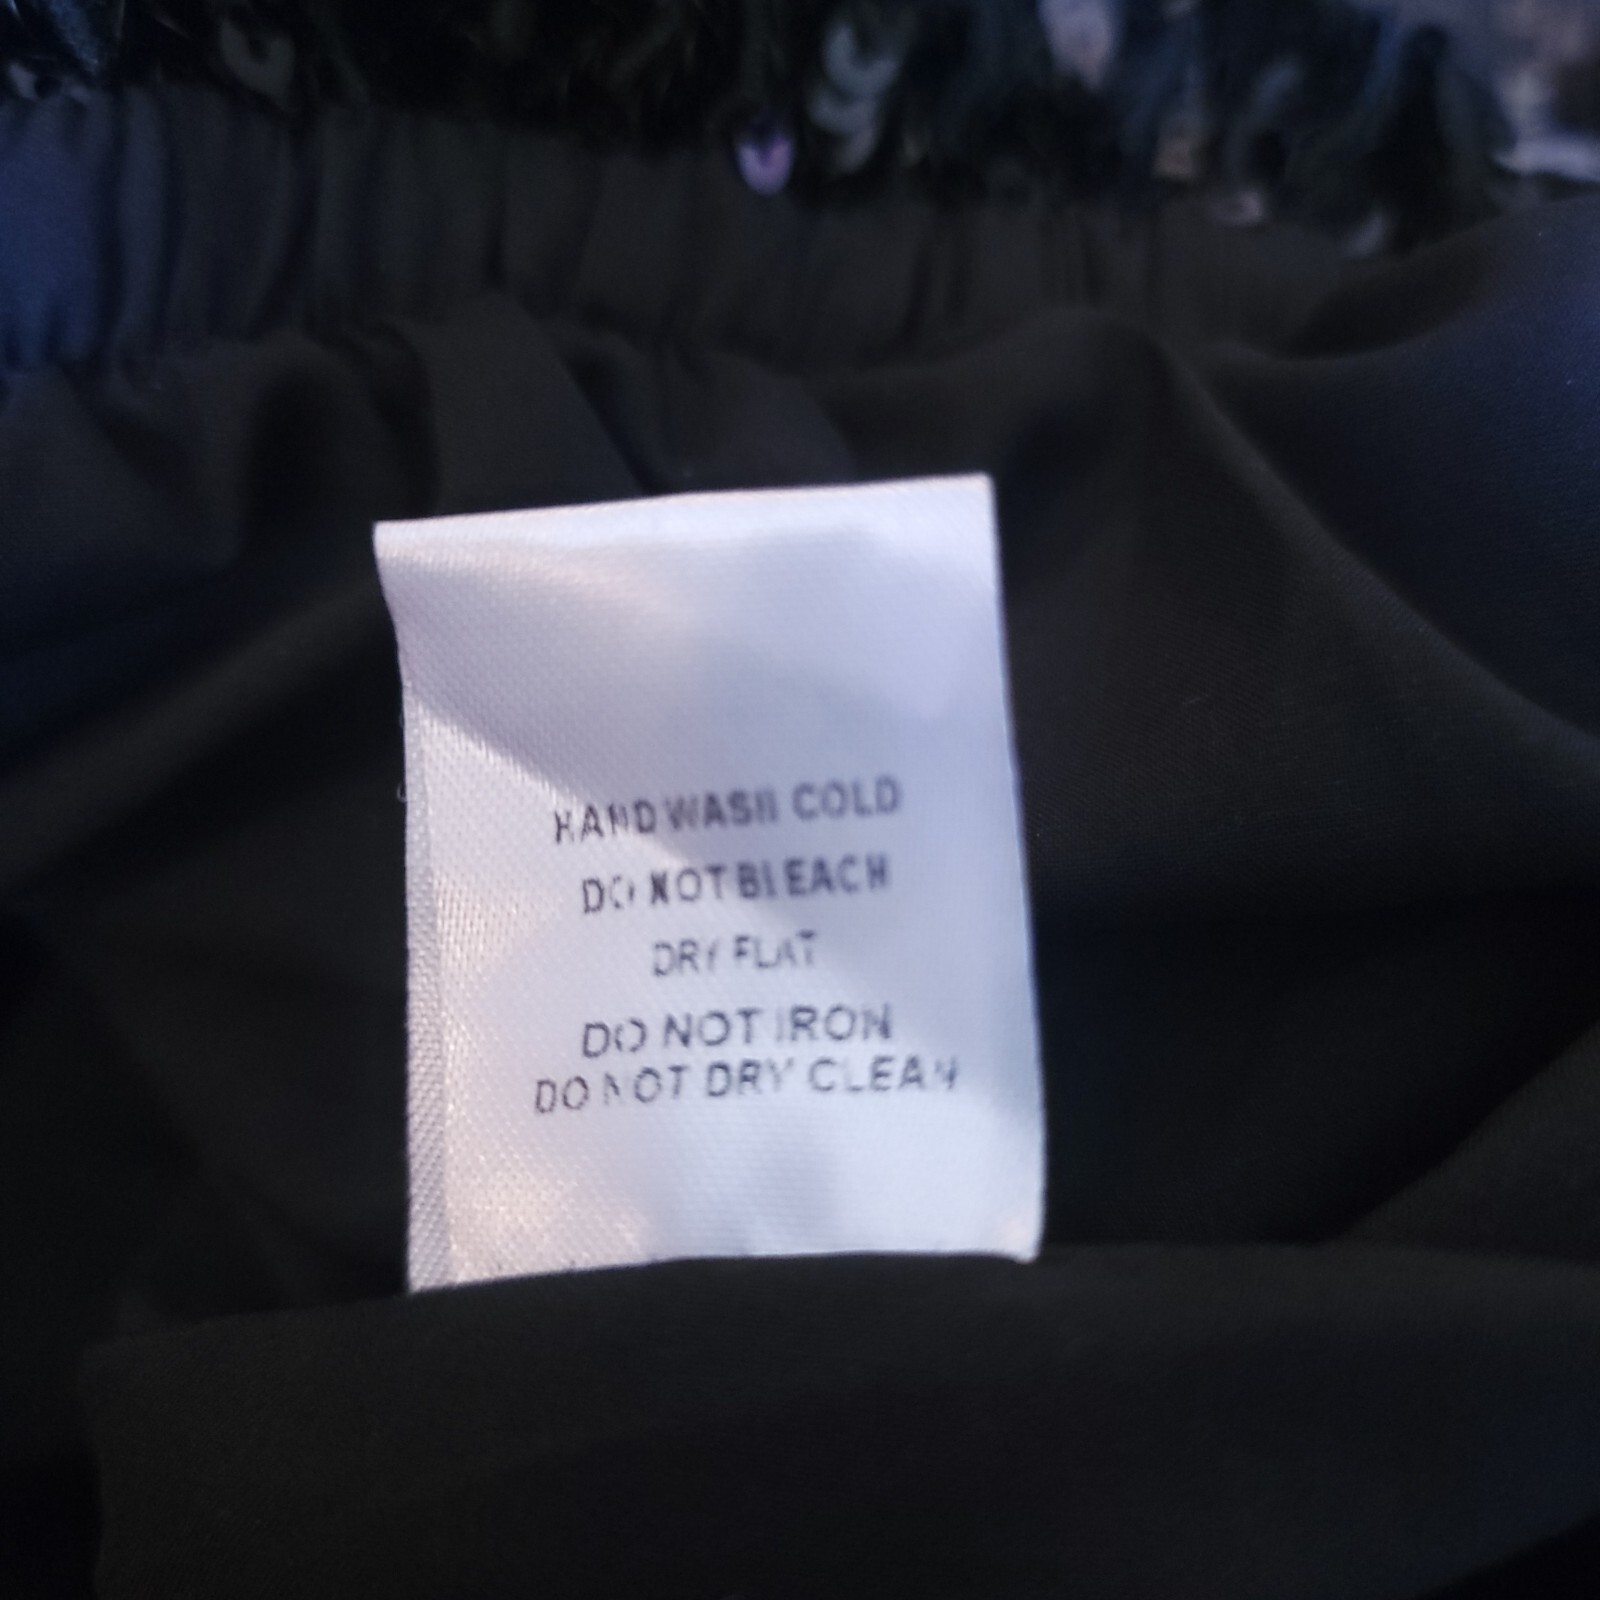 HAND WASH COLD
DO NOT BLEACH
DRY FLAT
DO NOT IRON
DO NOT DRY CLEAN